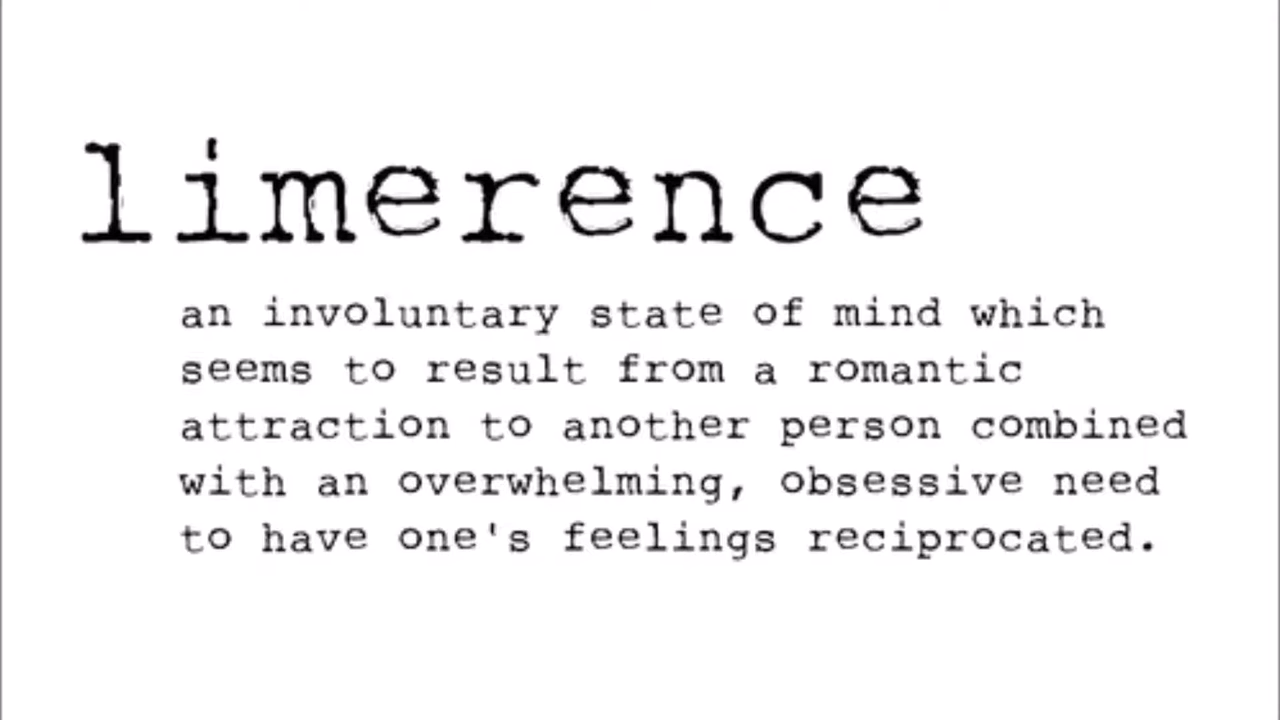 limerence
an involuntary state of mind which
seems to result from a romantic
attraction to another person combined
with an overwhelming, obsessive need
to have one's feelings reciprocated.